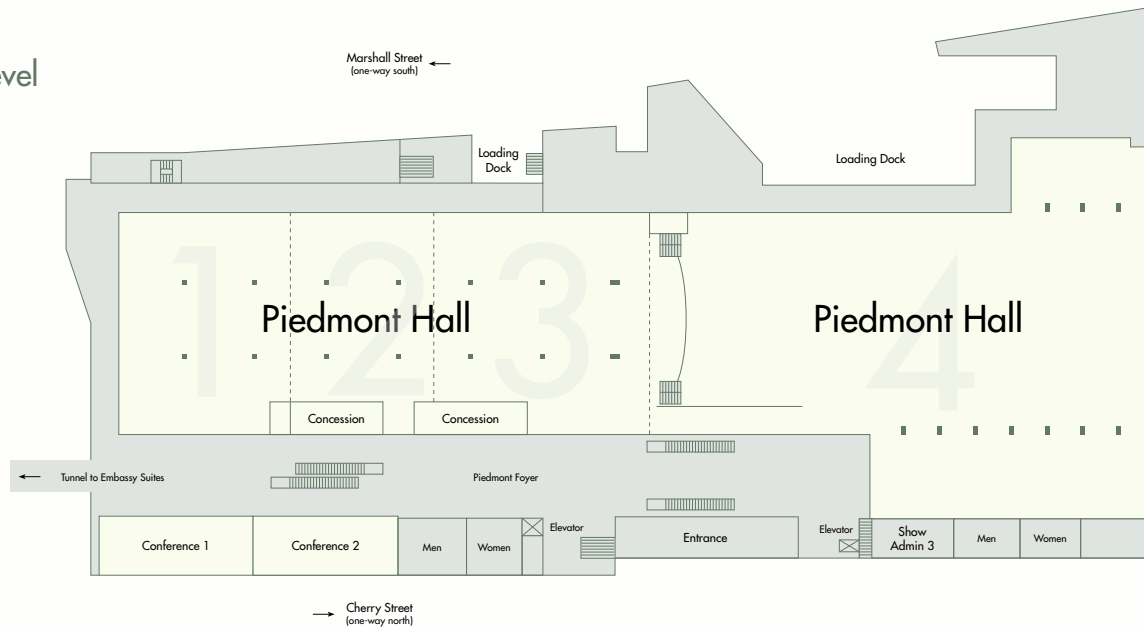 evel
Marshall Street
(one-way south)
Loading
Dock
Loading Dock
1
2
3
4
Piedmont Hall
Piedmont Hall
Concession
Concession
Tunnel to Embassy Suites
Piedmont Foyer
Conference 1
Conference 2
Men
Women
Elevator
Entrance
Elevator
Show
Admin 3
Men
Women
Cherry Street
(one-way north)